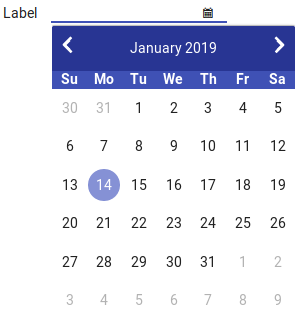 Label
January 2019
Su Mo Tu We Th Fr Sa
30 31 1 2 3 4 5
6 7 8 9 10 11 12
13 14 15 16 17 18 19
20 21 22 23 24 25 26
27 28 29 30 31 1 2
3 4 5 6 7 8 9